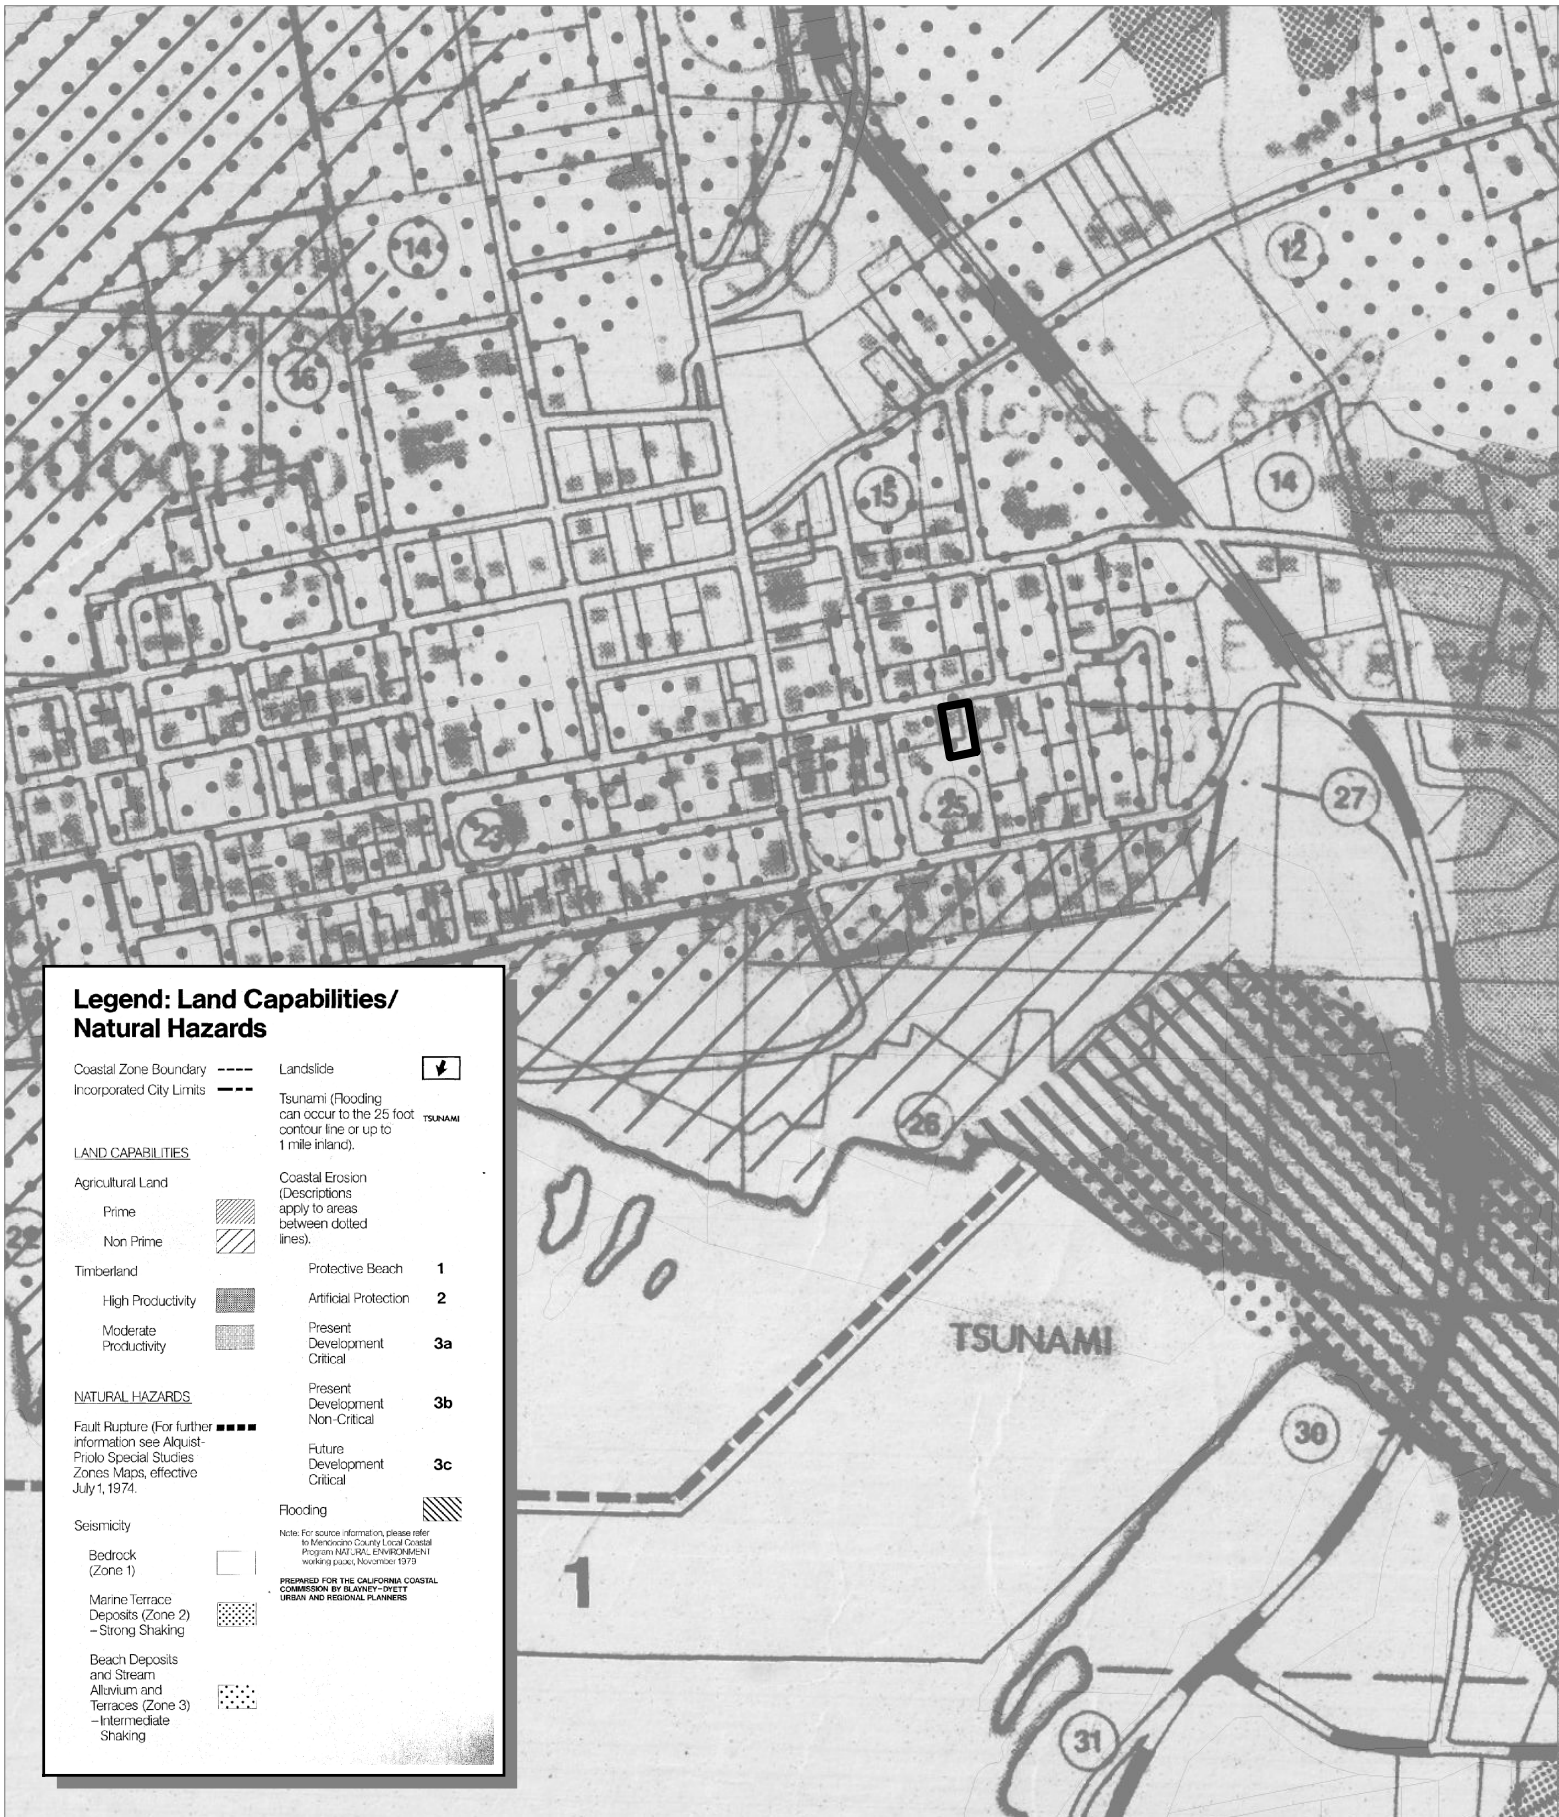 14
12
16
15
14
25
27
23
26
TSUNAMI
30
1
31
Legend: Land Capabilities/
Natural Hazards
Coastal Zone Boundary
Incorporated City Limits
LAND CAPABILITIES
Agricultural Land
Prime
Non Prime
Timberland
High Productivity
Moderate
Productivity
NATURAL HAZARDS
Fault Rupture (For further
information see Alquist-
Priolo Special Studies
Zones Maps, effective
July 1, 1974.
Seismicity
Bedrock
(Zone 1)
Marine Terrace
Deposits (Zone 2)
–Strong Shaking
Beach Deposits
and Stream
Alluvium and
Terraces (Zone 3)
–Intermediate
Shaking
Landslide
Tsunami (Flooding
can occur to the 25 foot
contour line or up to
1 mile inland).
TSUNAMI
Coastal Erosion
(Descriptions
apply to areas
between dotted
lines).
Protective Beach 1
Artificial Protection 2
Present
Development 3a
Critical
Present
Development 3b
Non-Critical
Future
Development 3c
Critical
Flooding
Note: For source information, please refer
to Mendocino County Local Coastal
Program NATURAL ENVIRONMENT
working paper, November 1979
PREPARED FOR THE CALIFORNIA COASTAL
COMMISSION BY BLAYNEY–DYETT
URBAN AND REGIONAL PLANNERS